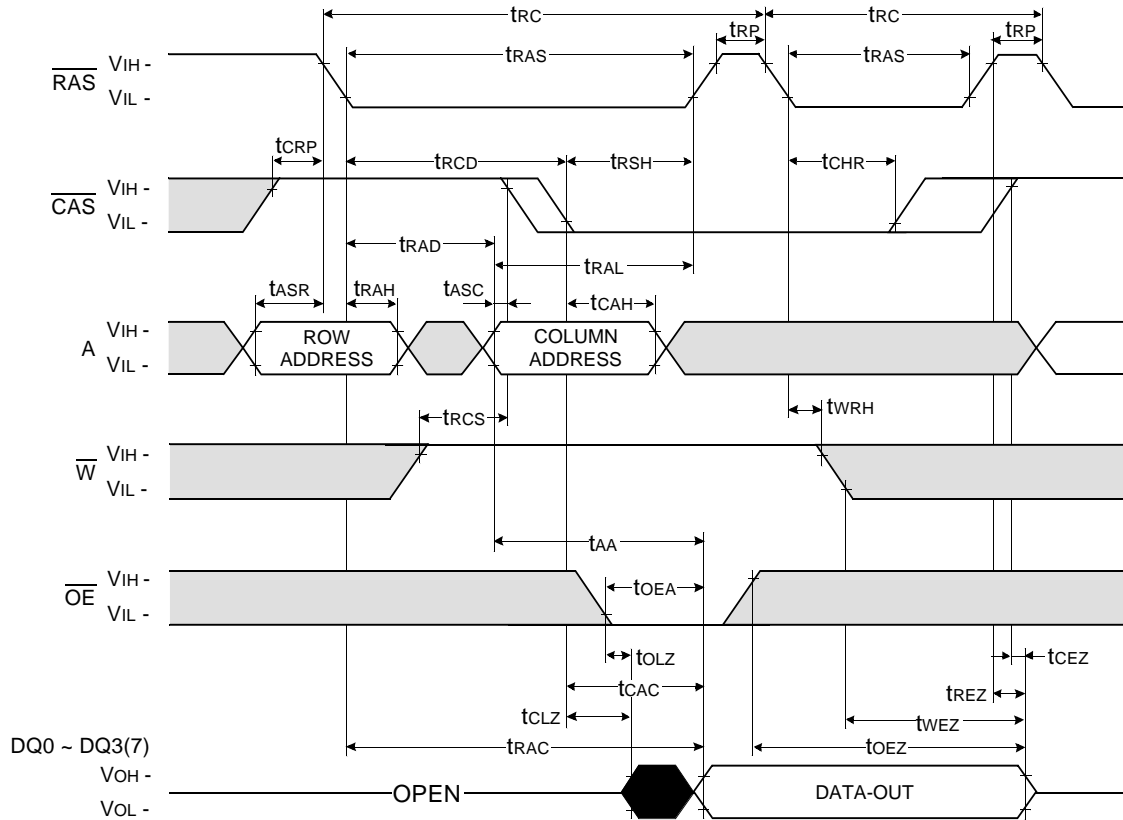 tRC tRC
tRP tRP
tRAS tRAS
RAS VIH -
VIL -
tCRP tRCD tRSH tCHR
CAS VIH -
VIL -
tRAD tRAL
tASR tRAH tASC tCAH
A VIH -
VIL -
ROW
ADDRESS
COLUMN
ADDRESS
tRCS tWRH
W VIH -
VIL -
tAA
OE VIH -
VIL -
tOEA
tOLZ tCEZ
tCAC tREZ
tCLZ tWEZ
DQ0 ~ DQ3(7) tRAC tOEZ
VOH -
VOL -
OPEN DATA-OUT